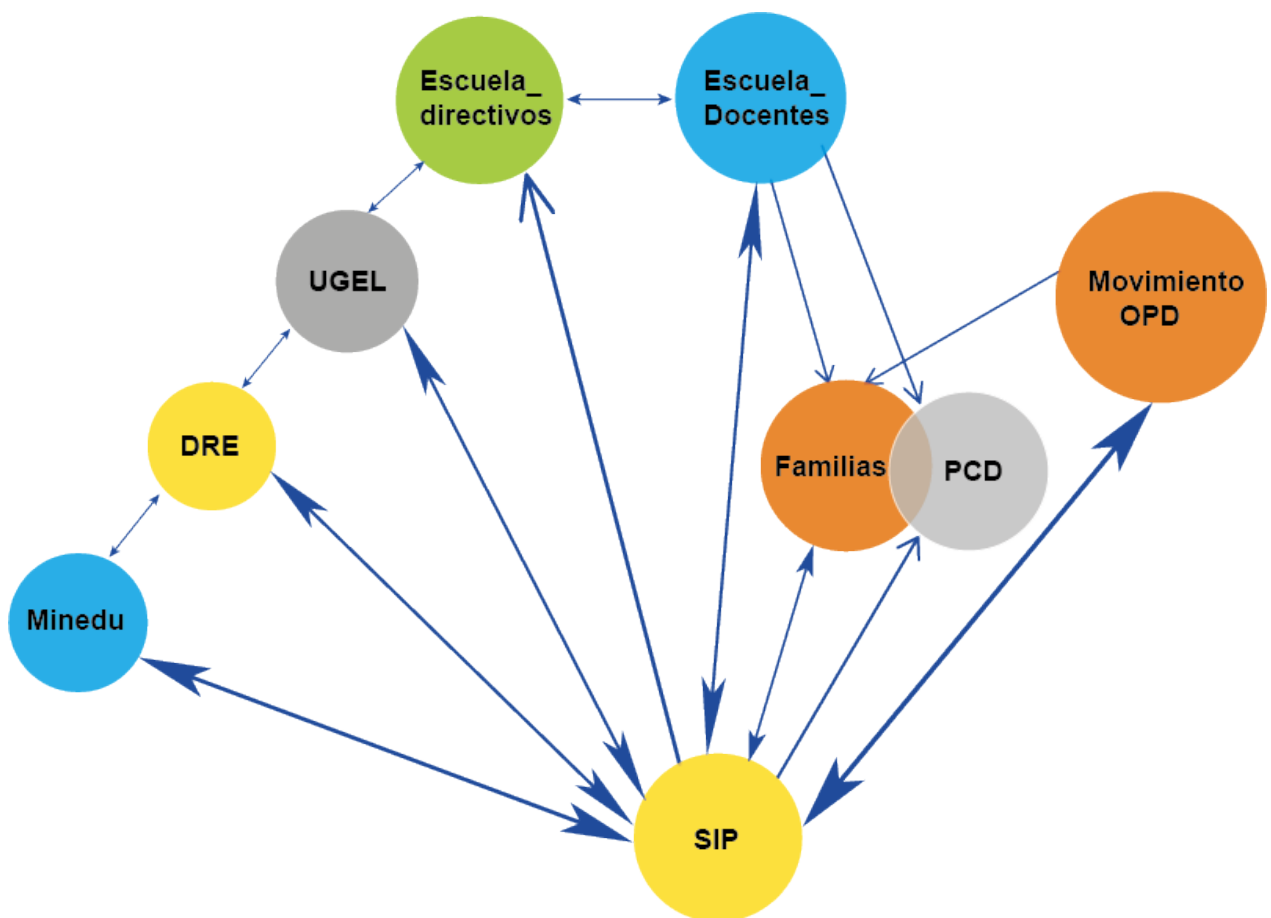 Escuela_
directivos
Escuela_
Docentes
UGEL
Movimiento
OPD
DRE
Familias
PCD
Minedu
SIP